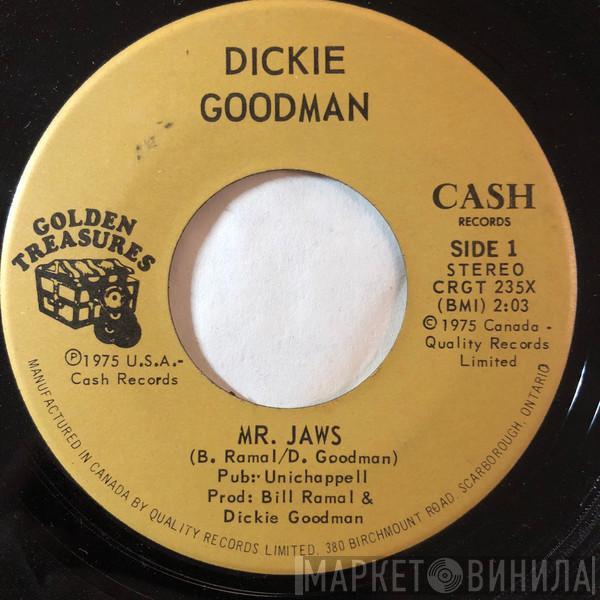 DICKIE
GOODMAN
GOLDEN
TREASURES
CASH
RECORDS
SIDE 1
STEREO
CRGT 235X
(BMI) 2:03
© 1975 Canada -
Quality Records
Limited
Ⓟ1975 U.S.A.-
Cash Records
MR. JAWS
(B. Ramal/D. Goodman)
Pub: Unichappell
Prod: Bill Ramal &
Dickie Goodman
MANUFACTURED IN CANADA BY QUALITY RECORDS LIMITED, 380 BIRCHMOUNT ROAD, SCARBOROUGH, ONTARIO
МАРКЕТ ВИНИЛА